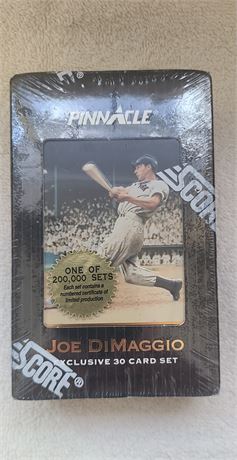 PINNACLE
SCORE
ONE OF
200,000 SETS
Each set contains a
numbered certificate of
limited production
JOE DIMAGGIO
EXCLUSIVE 30 CARD SET
SCORE®